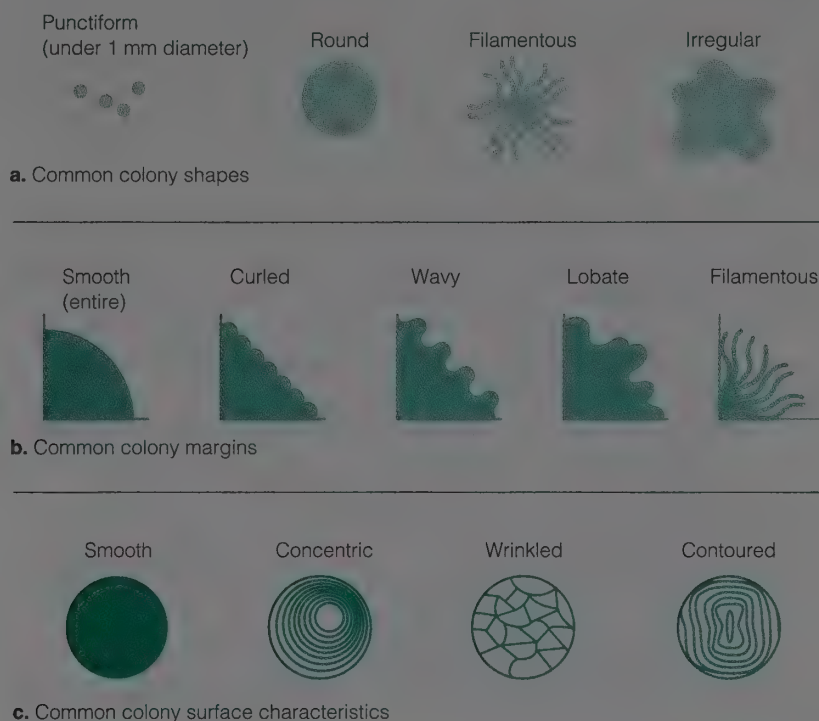 Punctiform
(under 1 mm diameter)
Round
Filamentous
Irregular
a. Common colony shapes
Smooth
(entire)
Curled
Wavy
Lobate
Filamentous
b. Common colony margins
Smooth
Concentric
Wrinkled
Contoured
c. Common colony surface characteristics